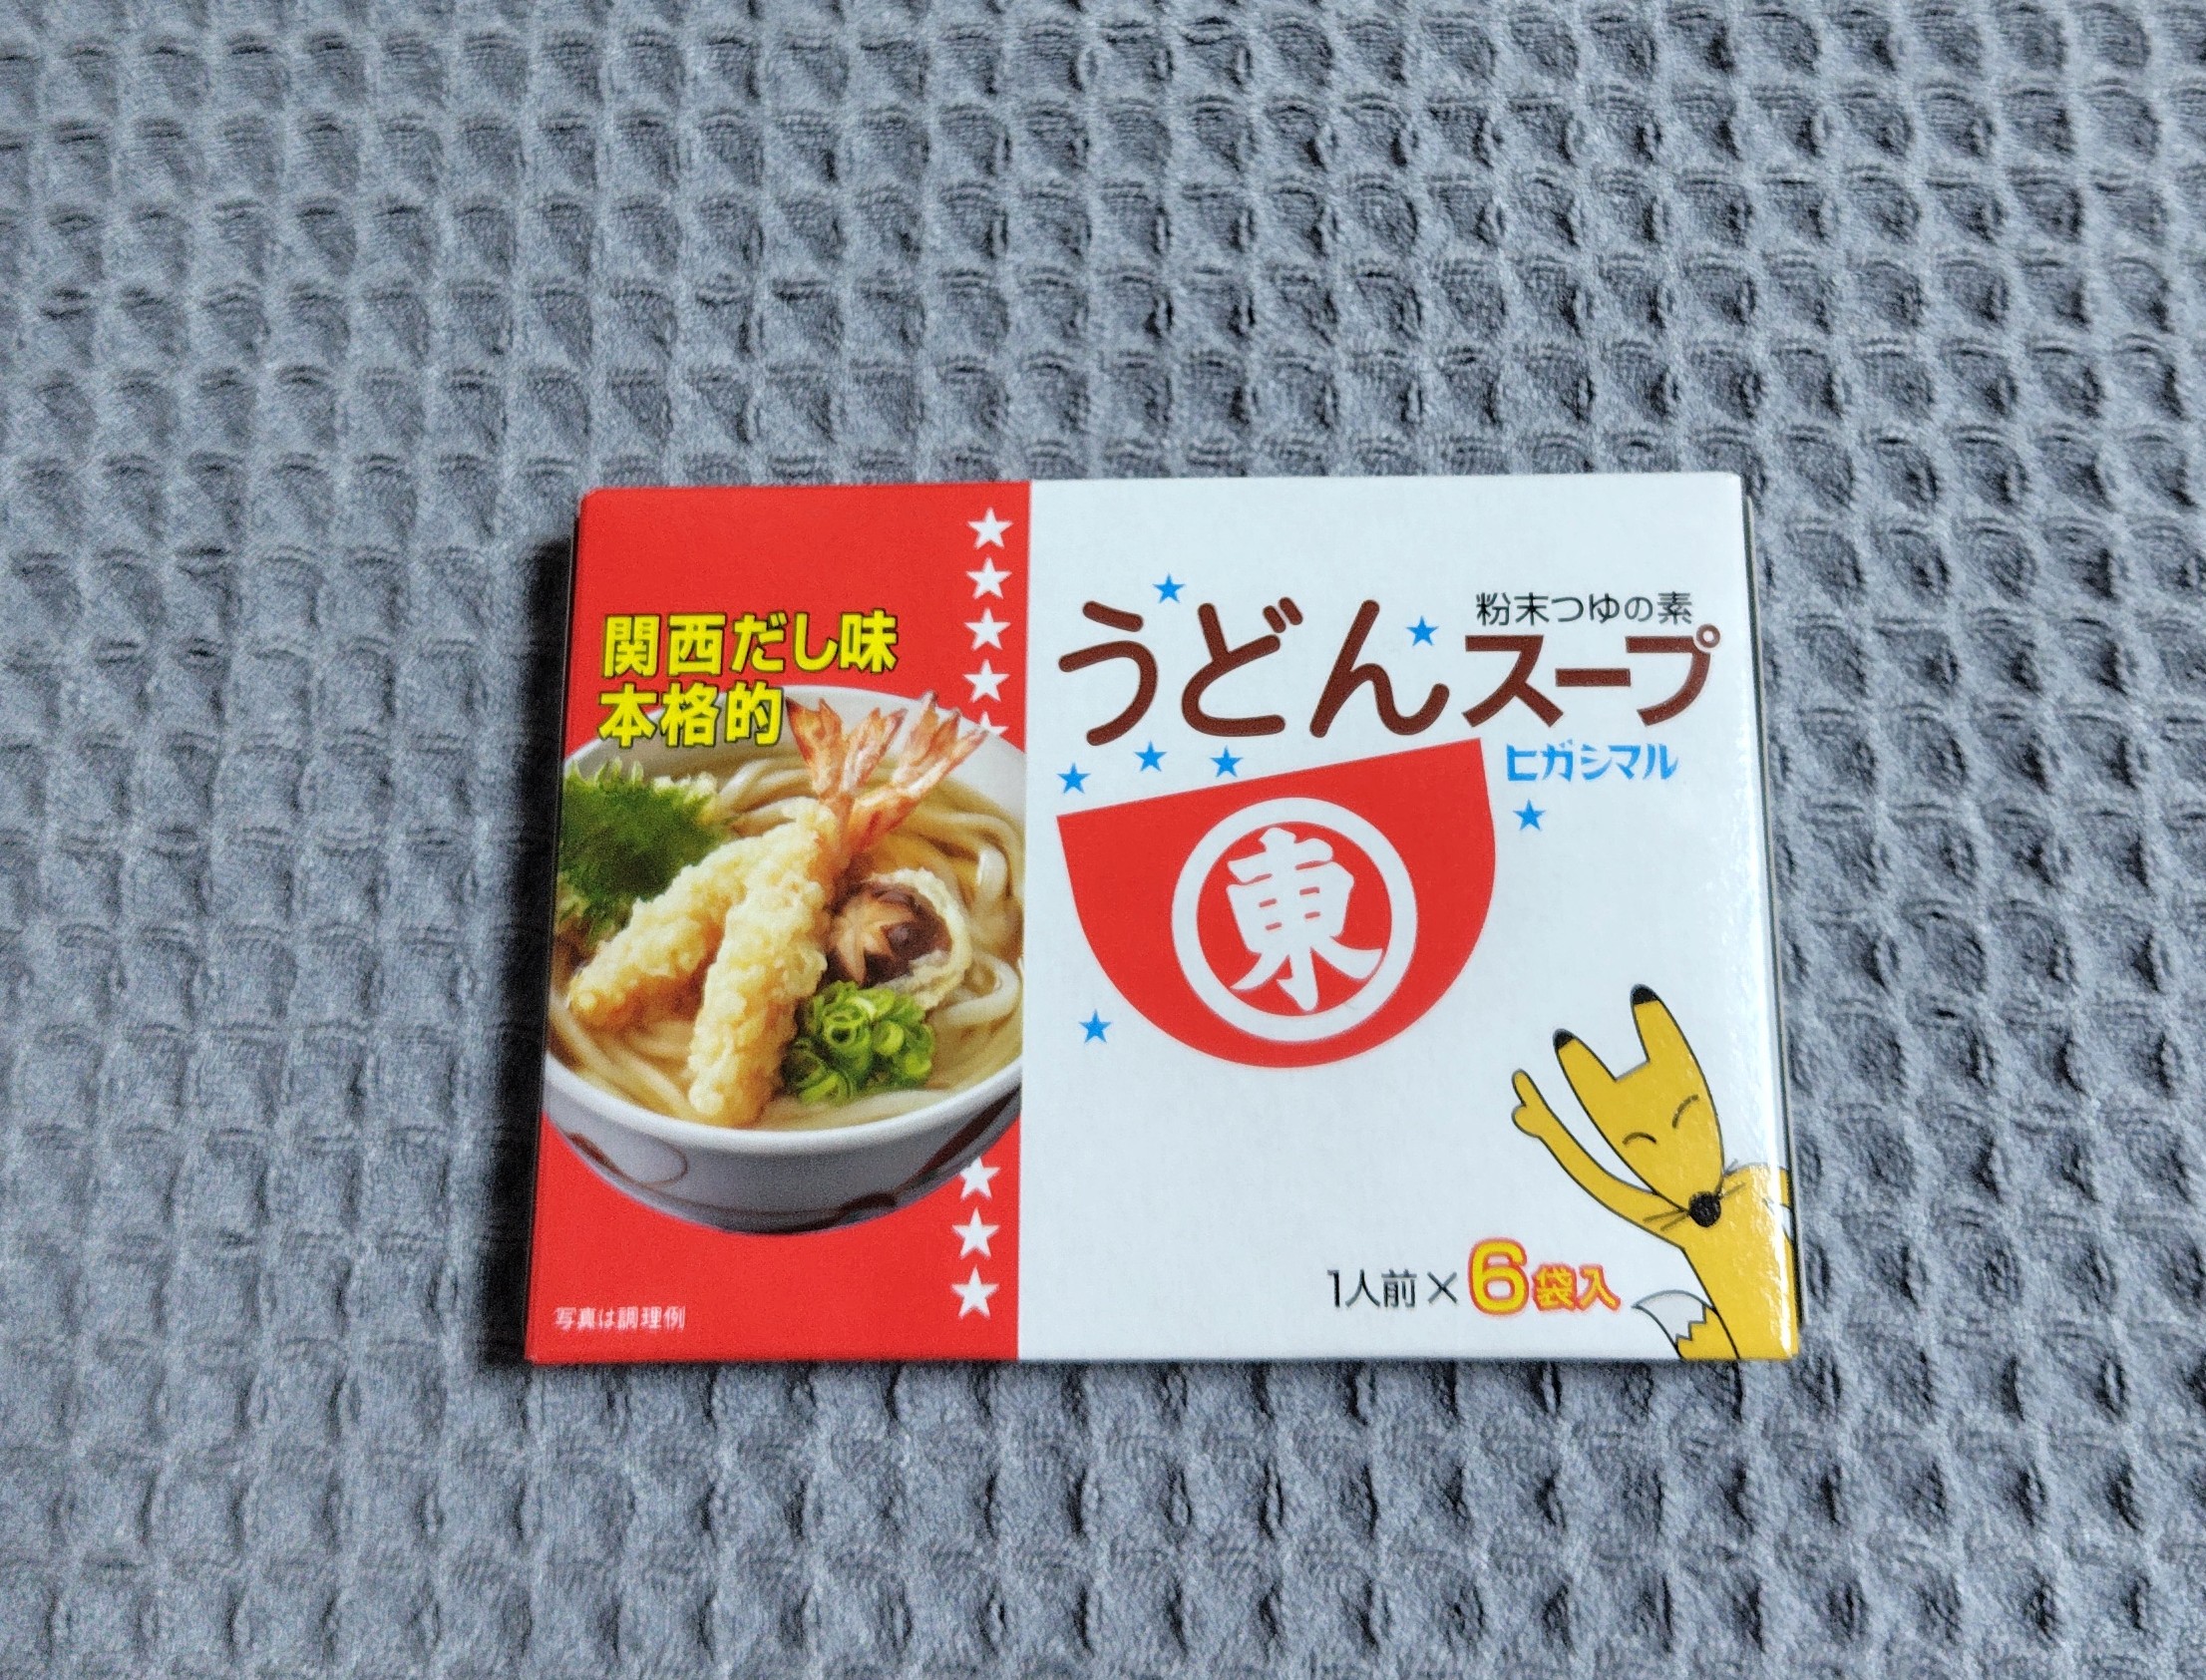 関西だし味
本格的
写真は調理例
粉末つゆの素
うどんスープ
ヒガシマル
東
1人前×6袋入